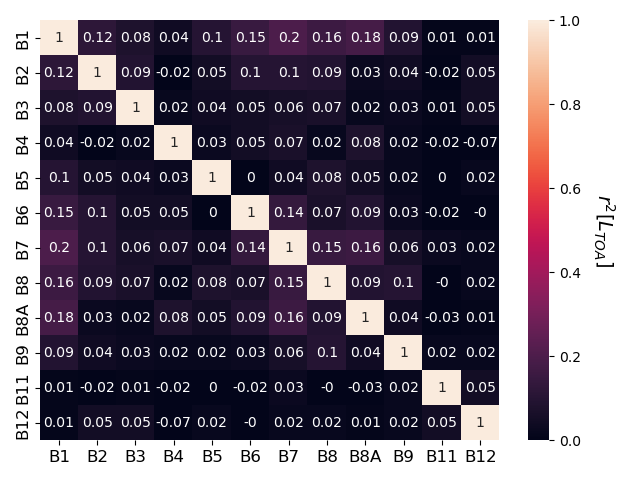 B1 1 0.12 0.08 0.04 0.1 0.15 0.2 0.16 0.18 0.09 0.01 0.01
B2 0.12 1 0.09 -0.02 0.05 0.1 0.1 0.09 0.03 0.04 -0.02 0.05
B3 0.08 0.09 1 0.02 0.04 0.05 0.06 0.07 0.02 0.03 0.01 0.05
B4 0.04 -0.02 0.02 1 0.03 0.05 0.07 0.02 0.08 0.02 -0.02 -0.07
B5 0.1 0.05 0.04 0.03 1 0 0.04 0.08 0.05 0.02 0 0.02
B6 0.15 0.1 0.05 0.05 0 1 0.14 0.07 0.09 0.03 -0.02 -0
B7 0.2 0.1 0.06 0.07 0.04 0.14 1 0.15 0.16 0.06 0.03 0.02
B8 0.16 0.09 0.07 0.02 0.08 0.07 0.15 1 0.09 0.1 -0 0.02
B8A 0.18 0.03 0.02 0.08 0.05 0.09 0.16 0.09 1 0.04 -0.03 0.01
B9 0.09 0.04 0.03 0.02 0.02 0.03 0.06 0.1 0.04 1 0.02 0.02
B11 0.01 -0.02 0.01 -0.02 0 -0.02 0.03 -0 -0.03 0.02 1 0.05
B12 0.01 0.05 0.05 -0.07 0.02 -0 0.02 0.02 0.01 0.02 0.05 1
B1 B2 B3 B4 B5 B6 B7 B8 B8A B9 B11 B12
1.0
0.8
0.6
0.4
0.2
0.0
r²[L_TOA]